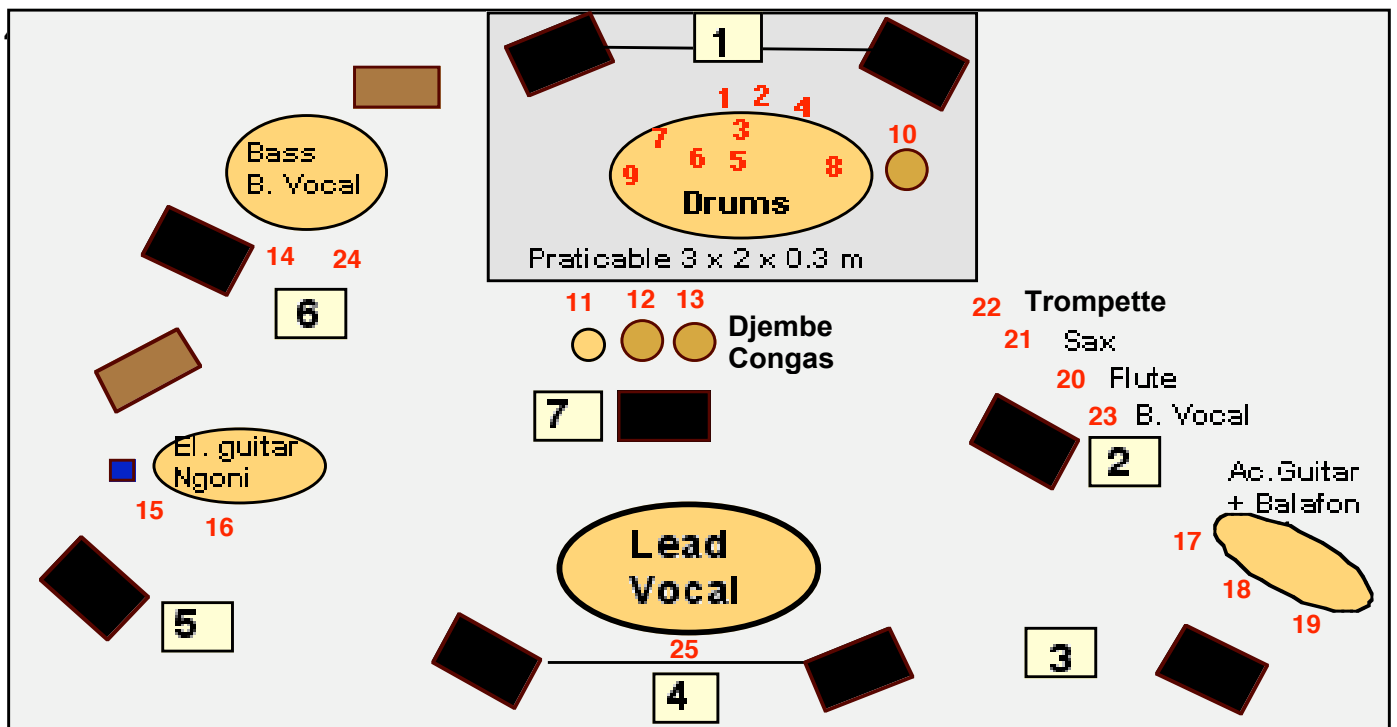 1
1 2 4
7 3 10
9 6 5 8
Drums
Praticable 3 x 2 x 0.3 m
Bass
B. Vocal
14 24
6
11 12 13
Djembe
Congas
7
22 Trompette
21 Sax
20 Flute
23 B. Vocal
2
El. guitar
Ngoni
15 16
5
Lead
Vocal
25
4
Ac.Guitar
+ Balafon
17
18
19
3